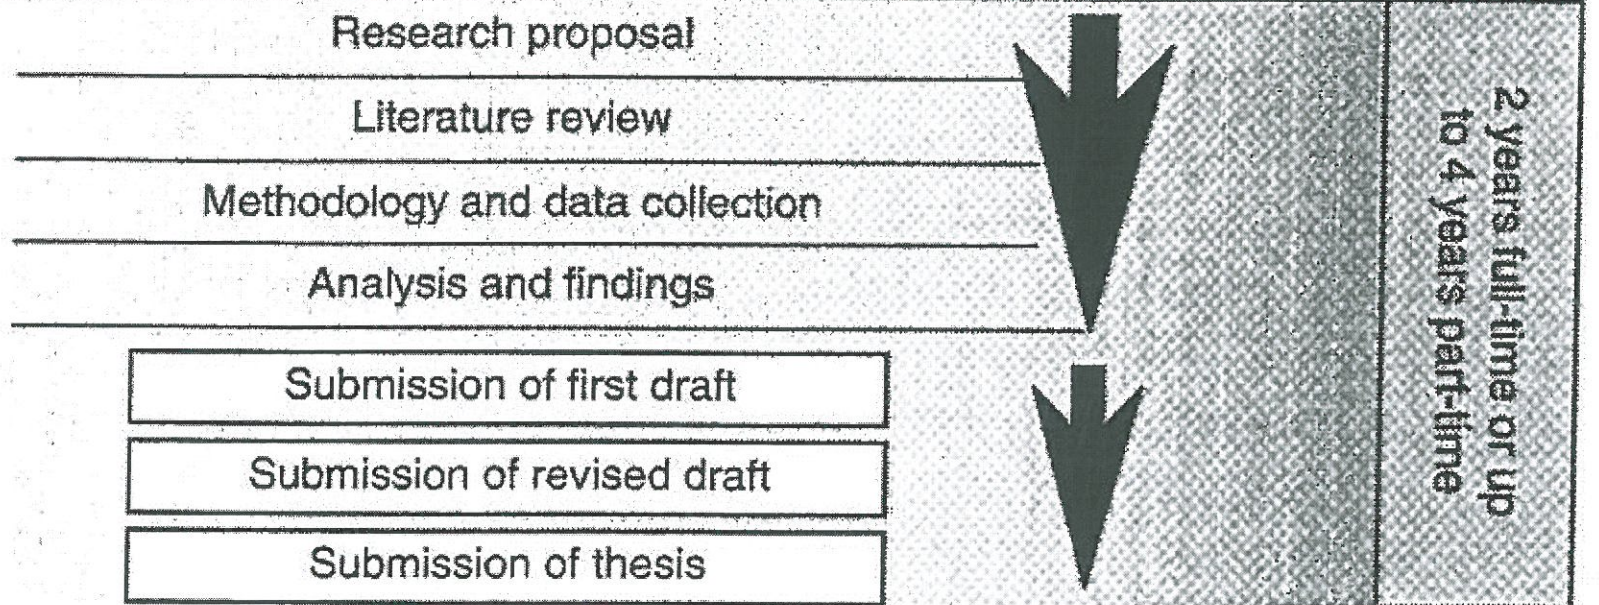 Research proposal
Literature review
Methodology and data collection
Analysis and findings
Submission of first draft
Submission of revised draft
Submission of thesis
2 years full-time or up
to 4 years part-time